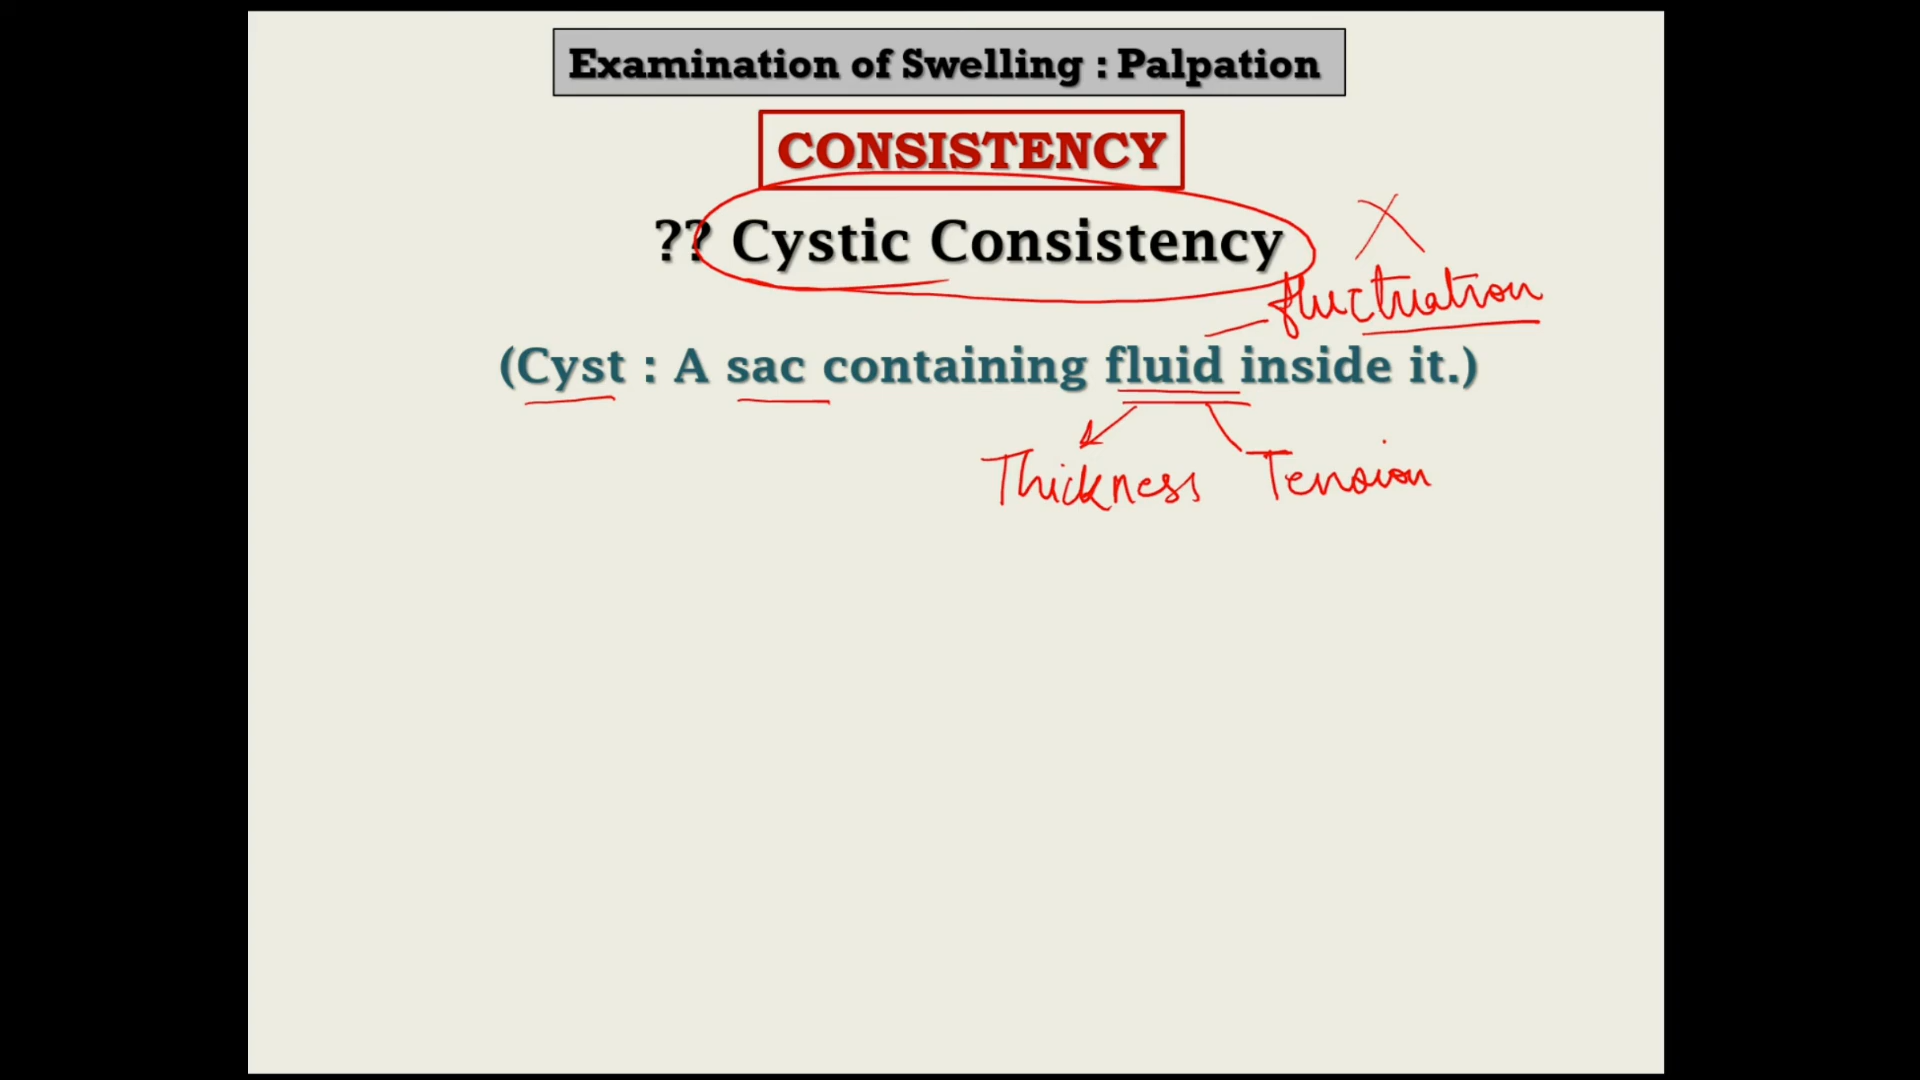 Examination of Swelling : Palpation
CONSISTENCY
?? Cystic Consistency
fluctuation
(Cyst : A sac containing fluid inside it.)
Thickness Tension